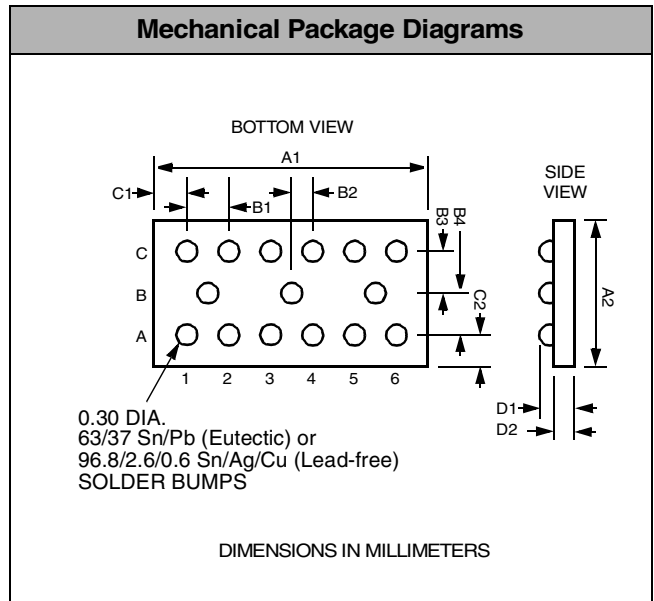 Mechanical Package Diagrams
BOTTOM VIEW
A1
SIDE
VIEW
C1
B1
B2
B3
B4
C
B
A
C2
A2
1 2 3 4 5 6
D1
D2
0.30 DIA.
63/37 Sn/Pb (Eutectic) or
96.8/2.6/0.6 Sn/Ag/Cu (Lead-free)
SOLDER BUMPS
DIMENSIONS IN MILLIMETERS